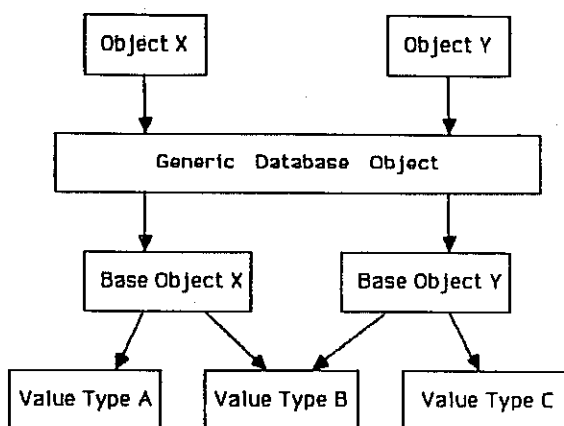 Object X
Object Y
Generic Database Object
Base Object X
Base Object Y
Value Type A
Value Type B
Value Type C